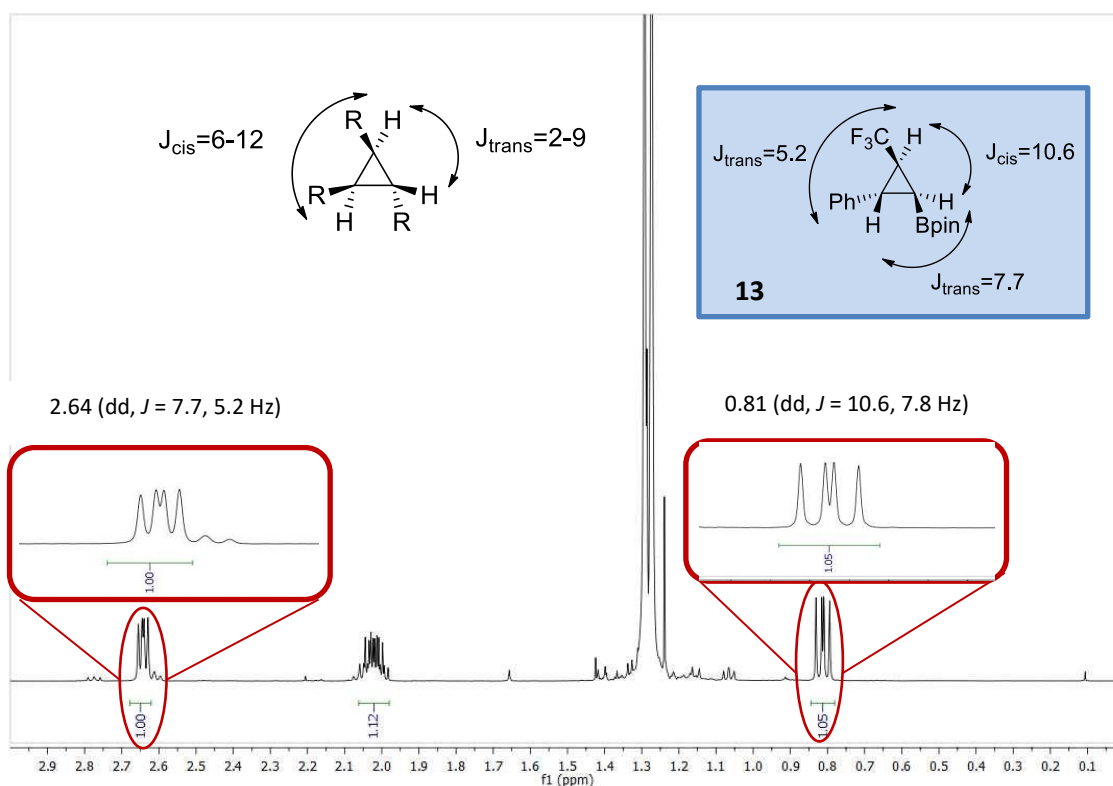 J_cis=6-12
R
H
J_trans=2-9
R
H
H
R
J_trans=5.2
F₃C
H
J_cis=10.6
Ph
H
H
Bpin
J_trans=7.7
13
2.64 (dd, J = 7.7, 5.2 Hz)
0.81 (dd, J = 10.6, 7.8 Hz)
1.00
1.05
1.00
1.12
1.05
2.9 2.8 2.7 2.6 2.5 2.4 2.3 2.2 2.1 2.0 1.9 1.8 1.7 1.6 1.5 1.4 1.3 1.2 1.1 1.0 0.9 0.8 0.7 0.6 0.5 0.4 0.3 0.2 0.1
f1 (ppm)